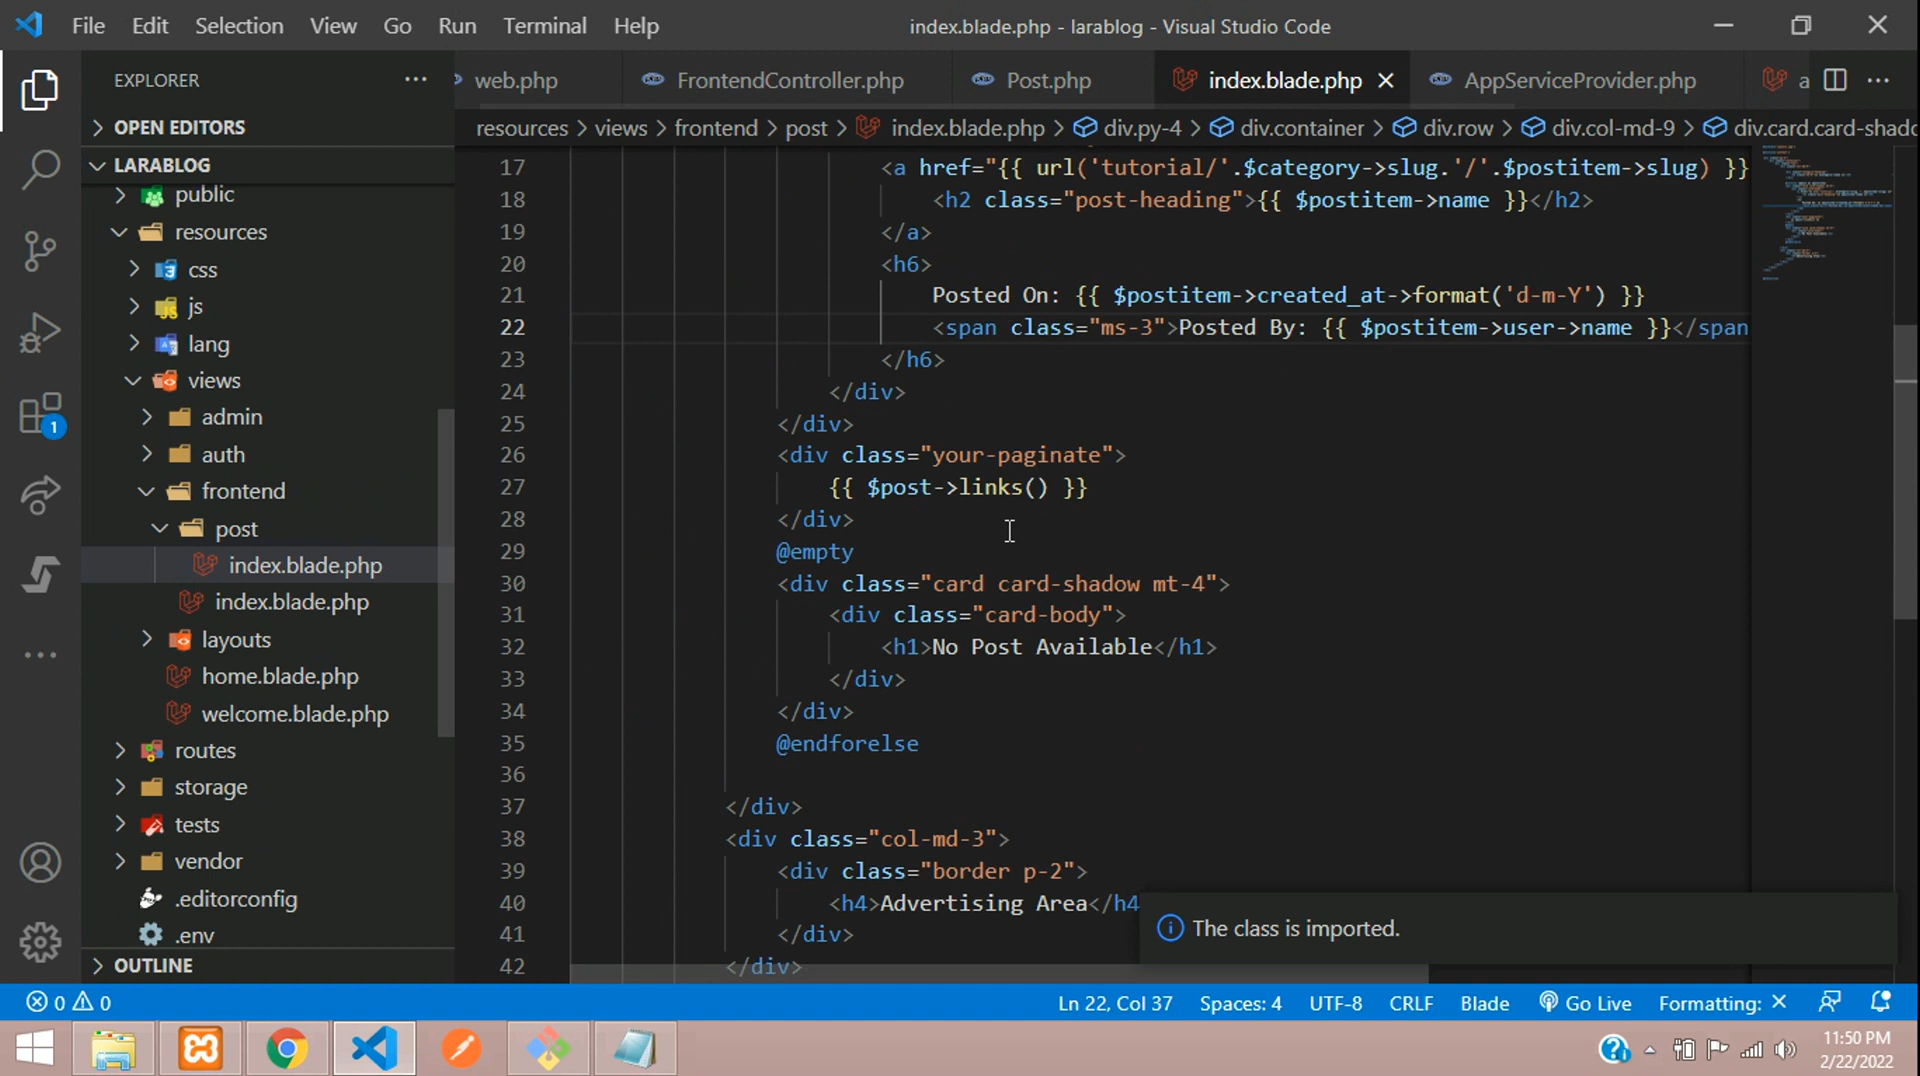 File Edit Selection View Go Run Terminal Help index.blade.php - larablog - Visual Studio Code
EXPLORER
web.php FrontendController.php Post.php index.blade.php AppServiceProvider.php a
OPEN EDITORS
resources > views > frontend > post > index.blade.php > div.py-4 > div.container > div.row > div.col-md-9 > div.card.card-shado
LARABLOG
public
resources
css
js
lang
views
admin
auth
frontend
post
index.blade.php
index.blade.php
layouts
home.blade.php
welcome.blade.php
routes
storage
tests
vendor
.editorconfig
.env
OUTLINE
17 <a href="{{ url('tutorial/'.$category->slug.'/'.$postitem->slug) }}
18 <h2 class="post-heading">{{ $postitem->name }}</h2>
19 </a>
20 <h6>
21 Posted On: {{ $postitem->created_at->format('d-m-Y') }}
22 <span class="ms-3">Posted By: {{ $postitem->user->name }}</span
23 </h6>
24 </div>
25 </div>
26 <div class="your-paginate">
27 {{ $post->links() }}
28 </div>
29 @empty
30 <div class="card card-shadow mt-4">
31 <div class="card-body">
32 <h1>No Post Available</h1>
33 </div>
34 </div>
35 @endforelse
36
37 </div>
38 <div class="col-md-3">
39 <div class="border p-2">
40 <h4>Advertising Area</h4
41 </div>
42 </div>
The class is imported.
0 0 Ln 22, Col 37 Spaces: 4 UTF-8 CRLF Blade Go Live Formatting: ×
1
11:50 PM
2/22/2022